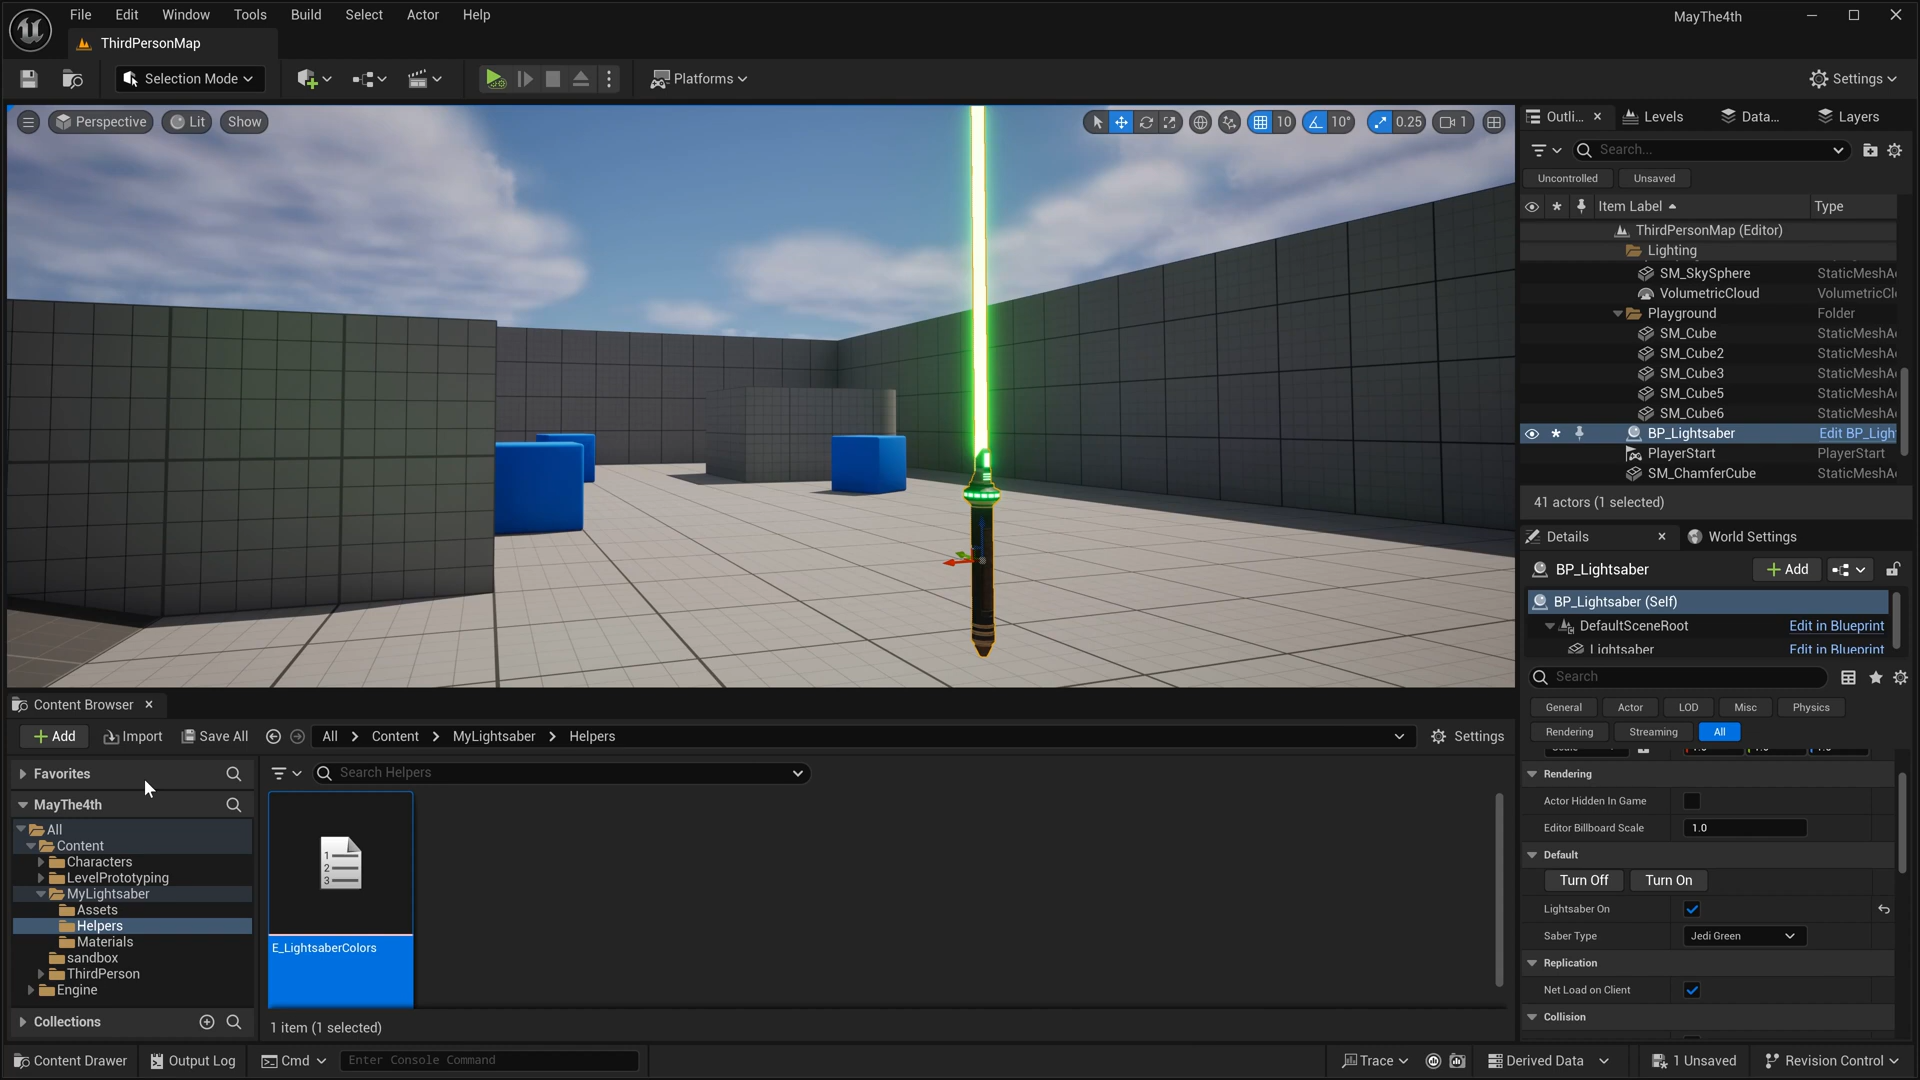 File Edit Window Tools Build Select Actor Help
MayThe4th
ThirdPersonMap
Selection Mode
Platforms
Settings
Perspective Lit Show
10 10° 0.25 1
Outli... Levels Data... Layers
Search...
Uncontrolled Unsaved
Item Label Type
ThirdPersonMap (Editor)
Lighting
SM_SkySphere StaticMeshA
VolumetricCloud VolumetricCl
Playground Folder
SM_Cube StaticMeshA
SM_Cube2 StaticMeshA
SM_Cube3 StaticMeshA
SM_Cube5 StaticMeshA
SM_Cube6 StaticMeshA
BP_Lightsaber Edit BP_Ligh
PlayerStart PlayerStart
SM_ChamferCube StaticMeshA
41 actors (1 selected)
Details World Settings
BP_Lightsaber Add
BP_Lightsaber (Self)
DefaultSceneRoot Edit in Blueprint
Lightsaber Edit in Blueprint
Search
General Actor LOD Misc Physics
Rendering Streaming All
Rendering
Actor Hidden In Game
Editor Billboard Scale 1.0
Default
Turn Off Turn On
Lightsaber On
Saber Type Jedi Green
Replication
Net Load on Client
Collision
Content Browser
Add Import Save All All > Content > MyLightsaber > Helpers Settings
Favorites
Search Helpers
MayThe4th
All
Content
Characters
LevelPrototyping
MyLightsaber
Assets
Helpers
Materials
sandbox
ThirdPerson
Engine
Collections
1
2
3
E_LightsaberColors
1 item (1 selected)
Content Drawer Output Log Cmd Enter Console Command
Trace Derived Data 1 Unsaved Revision Control